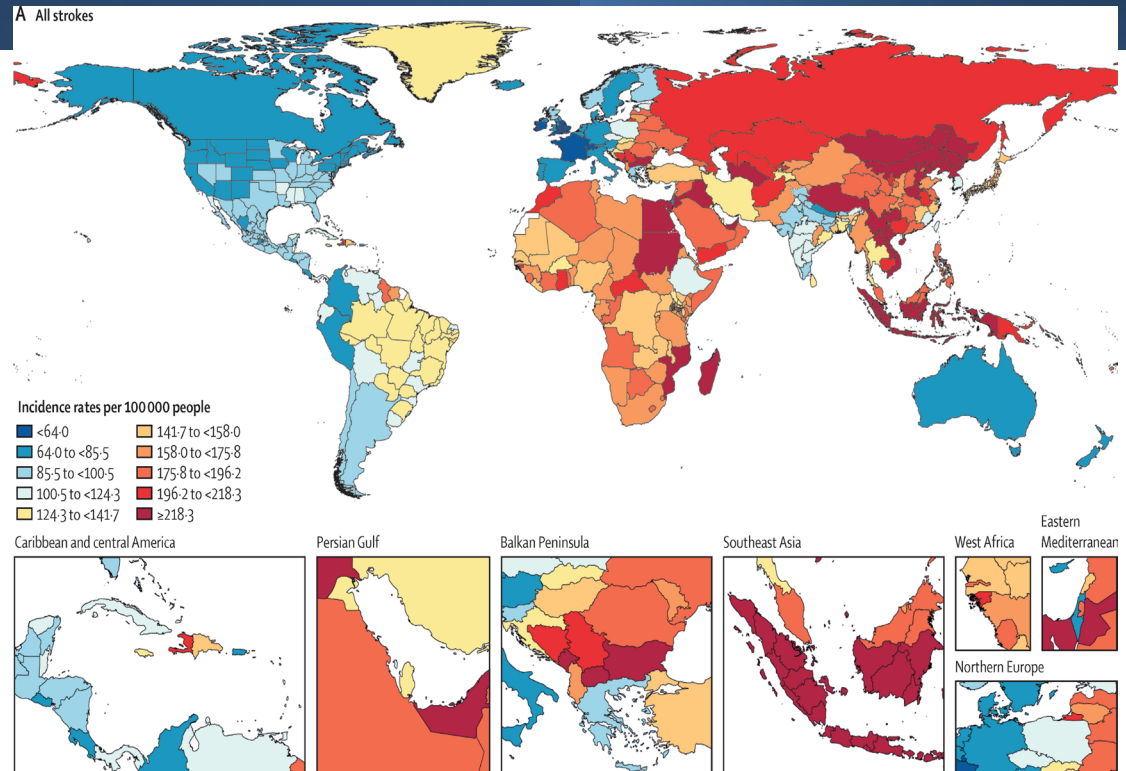 A All strokes
Incidence rates per 100 000 people
<64·0
64·0 to <85·5
85·5 to <100·5
100·5 to <124·3
124·3 to <141·7
141·7 to <158·0
158·0 to <175·8
175·8 to <196·2
196·2 to <218·3
≥218·3
Caribbean and central America
Persian Gulf
Balkan Peninsula
Southeast Asia
West Africa
Eastern
Mediterranean
Northern Europe